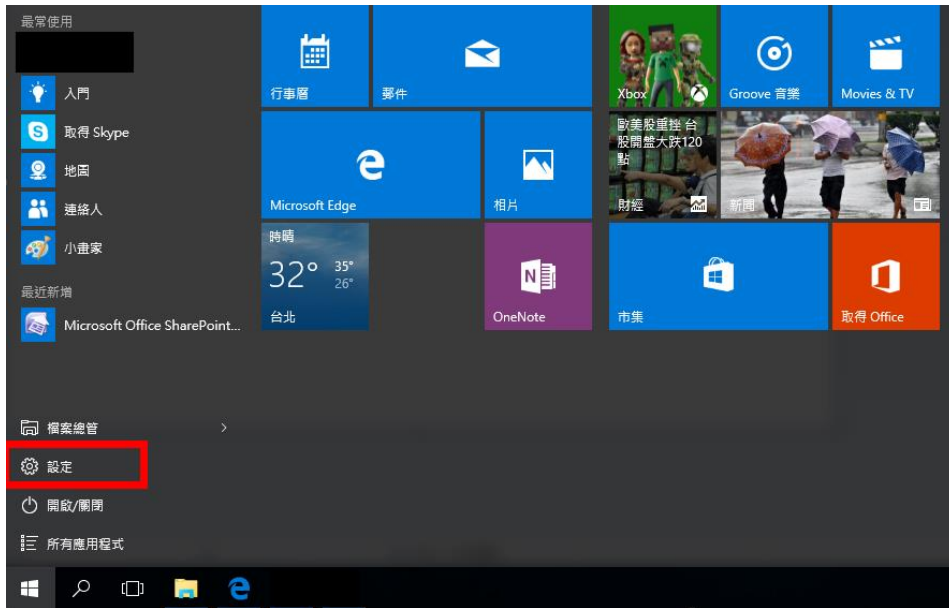 最常使用
入門
取得 Skype
地圖
連絡人
小畫家
最近新增
Microsoft Office SharePoint...
檔案總管
設定
開啟/關閉
所有應用程式
行事曆
郵件
Microsoft Edge
相片
時晴
32° 35°
26°
台北
OneNote
Xbox
Groove 音樂
Movies & TV
歐美股重挫 台
股開盤大跌120
點
財經
新聞
市集
取得 Office